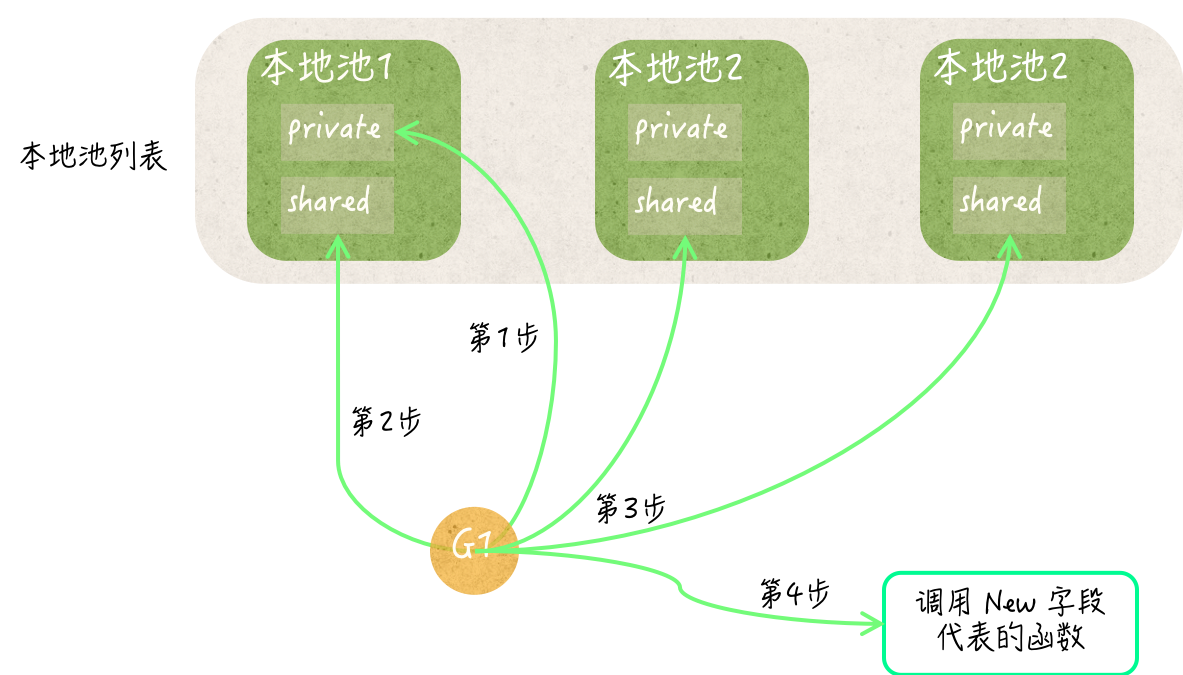 本地池1
本地池2
本地池2
private
private
private
本地池列表
shared
shared
shared
第1步
第2步
第3步
G1
第4步
调用 New 字段
代表的函数